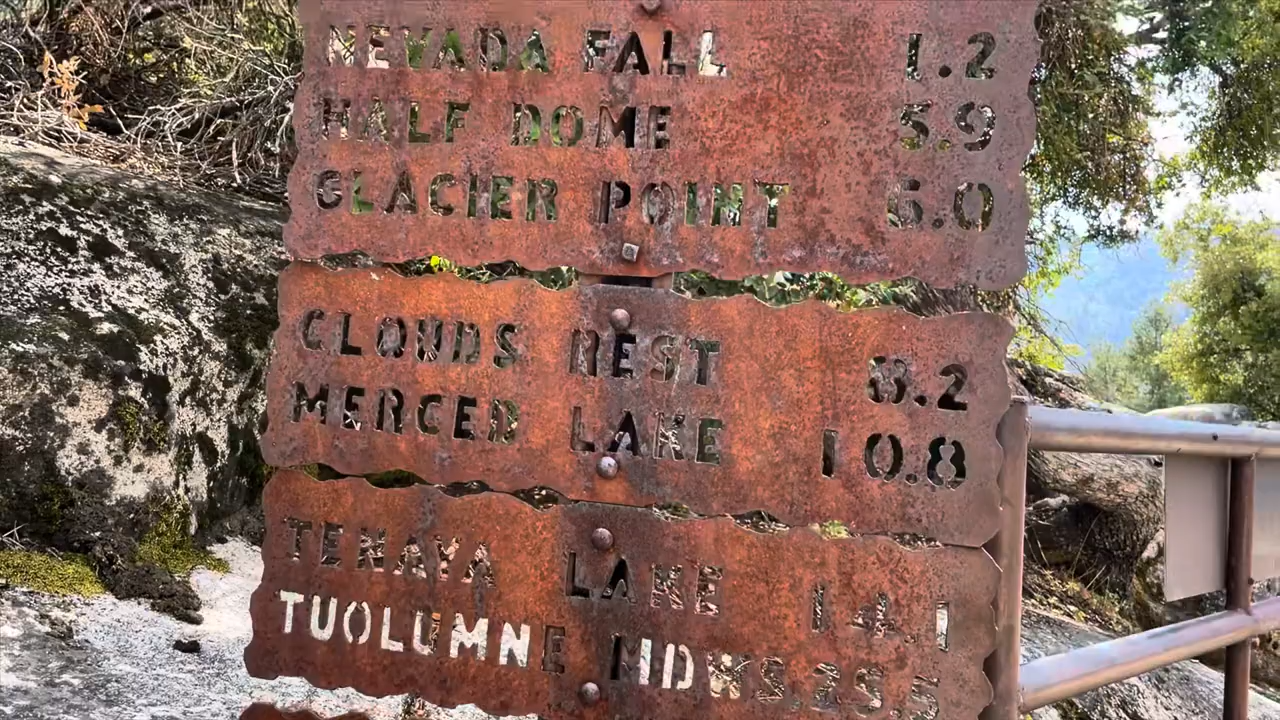 NEVADA FALL 1.2
HALF DOME 5.9
GLACIER POINT 6.0
CLOUDS REST 8.2
MERCED LAKE 10.8
TENAYA LAKE 14.1
TUOLUMNE MDWS 25.5